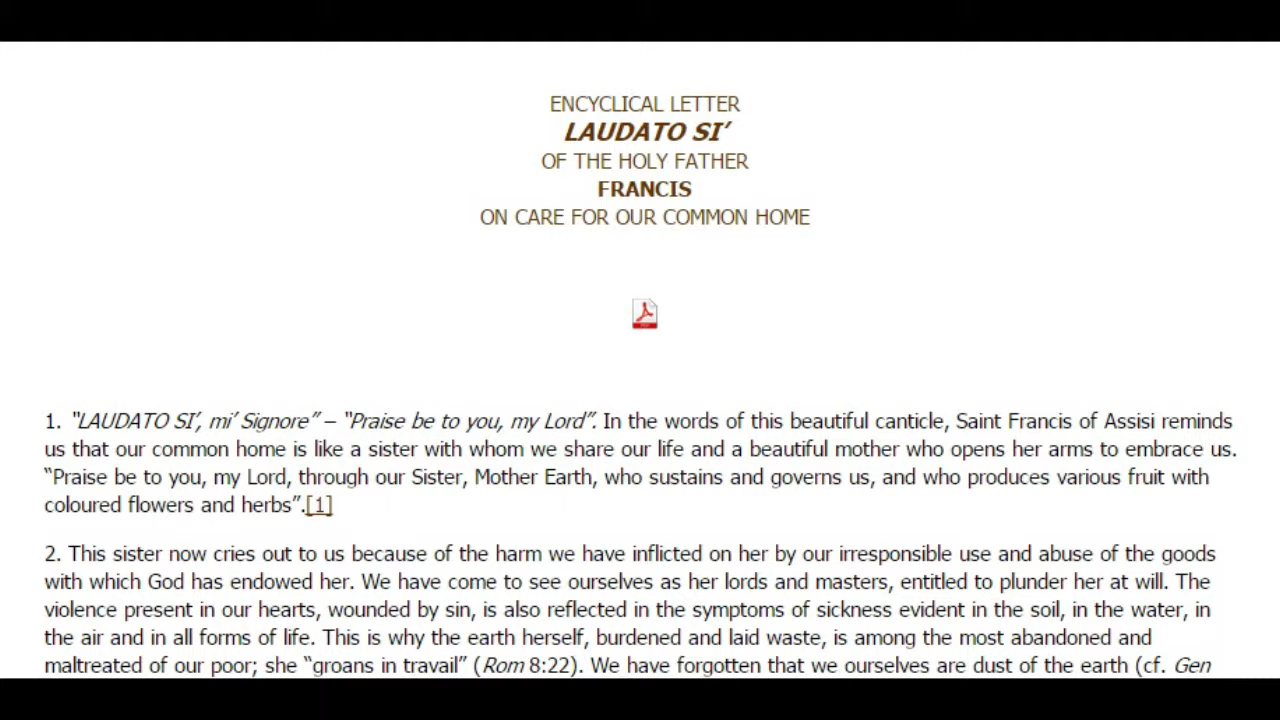 ENCYCLICAL LETTER
LAUDATO SI’
OF THE HOLY FATHER
FRANCIS
ON CARE FOR OUR COMMON HOME
PDF
1. “LAUDATO SI’, mi’ Signore” – “Praise be to you, my Lord”. In the words of this beautiful canticle, Saint Francis of Assisi reminds
us that our common home is like a sister with whom we share our life and a beautiful mother who opens her arms to embrace us.
“Praise be to you, my Lord, through our Sister, Mother Earth, who sustains and governs us, and who produces various fruit with
coloured flowers and herbs”.[1]
2. This sister now cries out to us because of the harm we have inflicted on her by our irresponsible use and abuse of the goods
with which God has endowed her. We have come to see ourselves as her lords and masters, entitled to plunder her at will. The
violence present in our hearts, wounded by sin, is also reflected in the symptoms of sickness evident in the soil, in the water, in
the air and in all forms of life. This is why the earth herself, burdened and laid waste, is among the most abandoned and
maltreated of our poor; she “groans in travail” (Rom 8:22). We have forgotten that we ourselves are dust of the earth (cf. Gen